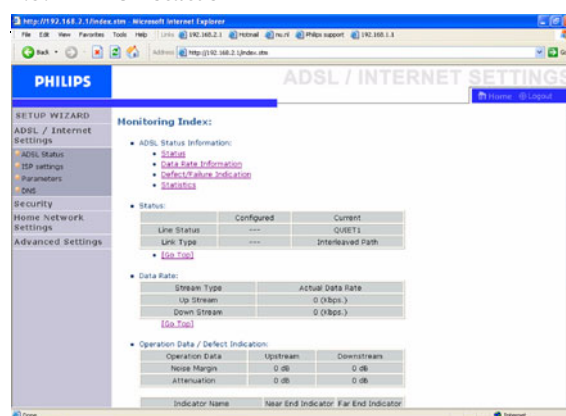 http://192.168.2.1/index.stm - Microsoft Internet Explorer
File Edit View Favorites Tools Help Links 192.168.2.1 Hotmail nu.nl Philips support 192.168.1.1
Back
Address http://192.168.2.1/index.stm
PHILIPS
ADSL / INTERNET SETTINGS
Home Logout
SETUP WIZARD
ADSL / Internet Settings
ADSL Status
ISP settings
Parameters
DNS
Security
Home Network Settings
Advanced Settings
Monitoring Index:
ADSL Status Information:
Status
Data Rate Information
Defect/Failure Indication
Statistics
Status:
Configured Current
Line Status --- QUIET1
Link Type --- Interleaved Path
[Go Top]
Data Rate:
Stream Type Actual Data Rate
Up Stream 0 (Kbps.)
Down Stream 0 (Kbps.)
[Go Top]
Operation Data / Defect Indication:
Operation Data Upstream Downstream
Noise Margin 0 dB 0 dB
Attenuation 0 dB 0 dB
Indicator Name Near End Indicator Far End Indicator
Done
Internet